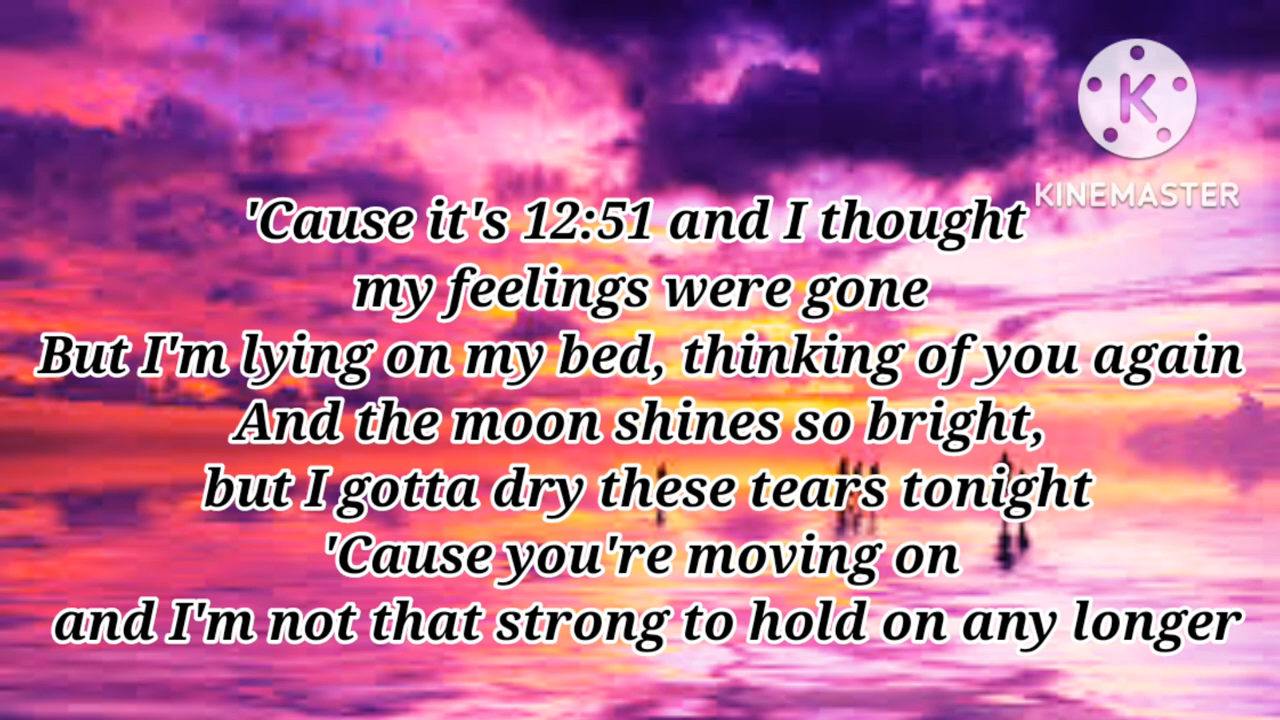 K
KINEMASTER
'Cause it's 12:51 and I thought
my feelings were gone
But I'm lying on my bed, thinking of you again
And the moon shines so bright,
but I gotta dry these tears tonight
'Cause you're moving on
and I'm not that strong to hold on any longer